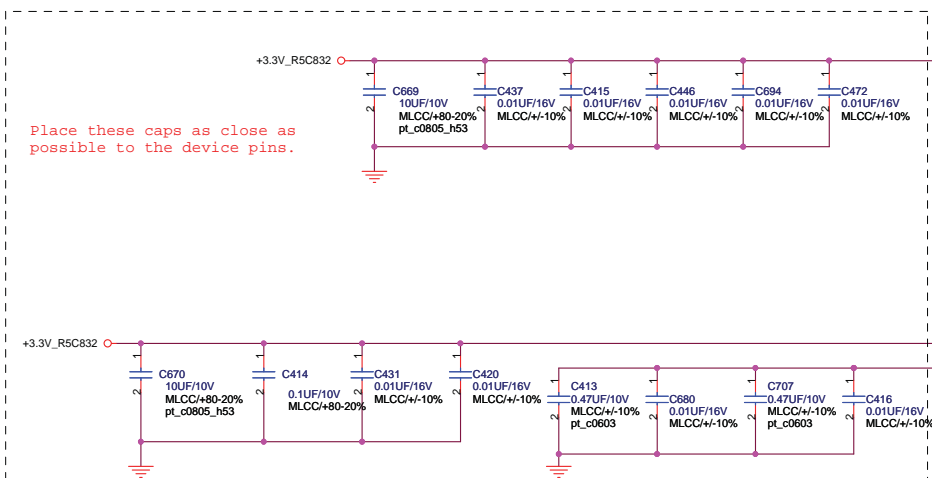 +3.3V_R5C832
1 1 1 1 1 1
C669 C437 C415 C446 C694 C472
10UF/10V 0.01UF/16V 0.01UF/16V 0.01UF/16V 0.01UF/16V 0.01UF/16V
2 2 2 2 2 2
MLCC/+80-20% MLCC/+/-10% MLCC/+/-10% MLCC/+/-10% MLCC/+/-10% MLCC/+/-10%
pt_c0805_h53
Place these caps as close as
possible to the device pins.
+3.3V_R5C832
1 1 1 1
C670 C414 C431 C420
10UF/10V 0.1UF/10V 0.01UF/16V 0.01UF/16V
2 2 2 2
MLCC/+80-20% MLCC/+80-20% MLCC/+/-10% MLCC/+/-10%
pt_c0805_h53
1 1 1 1
C413 C680 C707 C416
0.47UF/10V 0.01UF/16V 0.47UF/10V 0.01UF/16V
2 2 2 2
MLCC/+/-10% MLCC/+/-10% MLCC/+/-10% MLCC/+/-10%
pt_c0603 pt_c0603